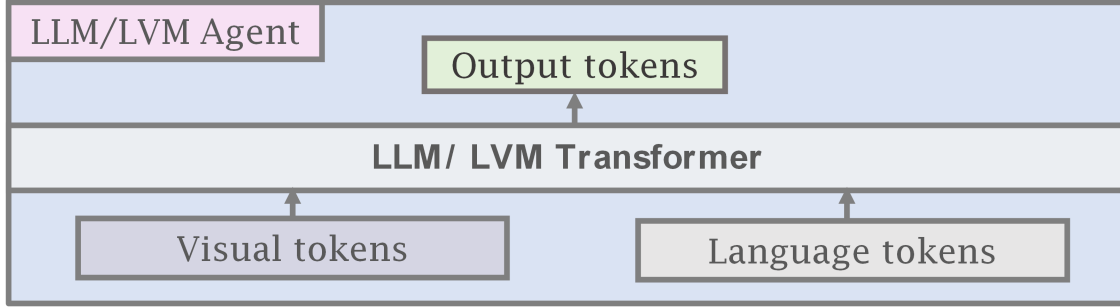 LLM/LVM Agent
Output tokens
LLM/ LVM Transformer
Visual tokens
Language tokens